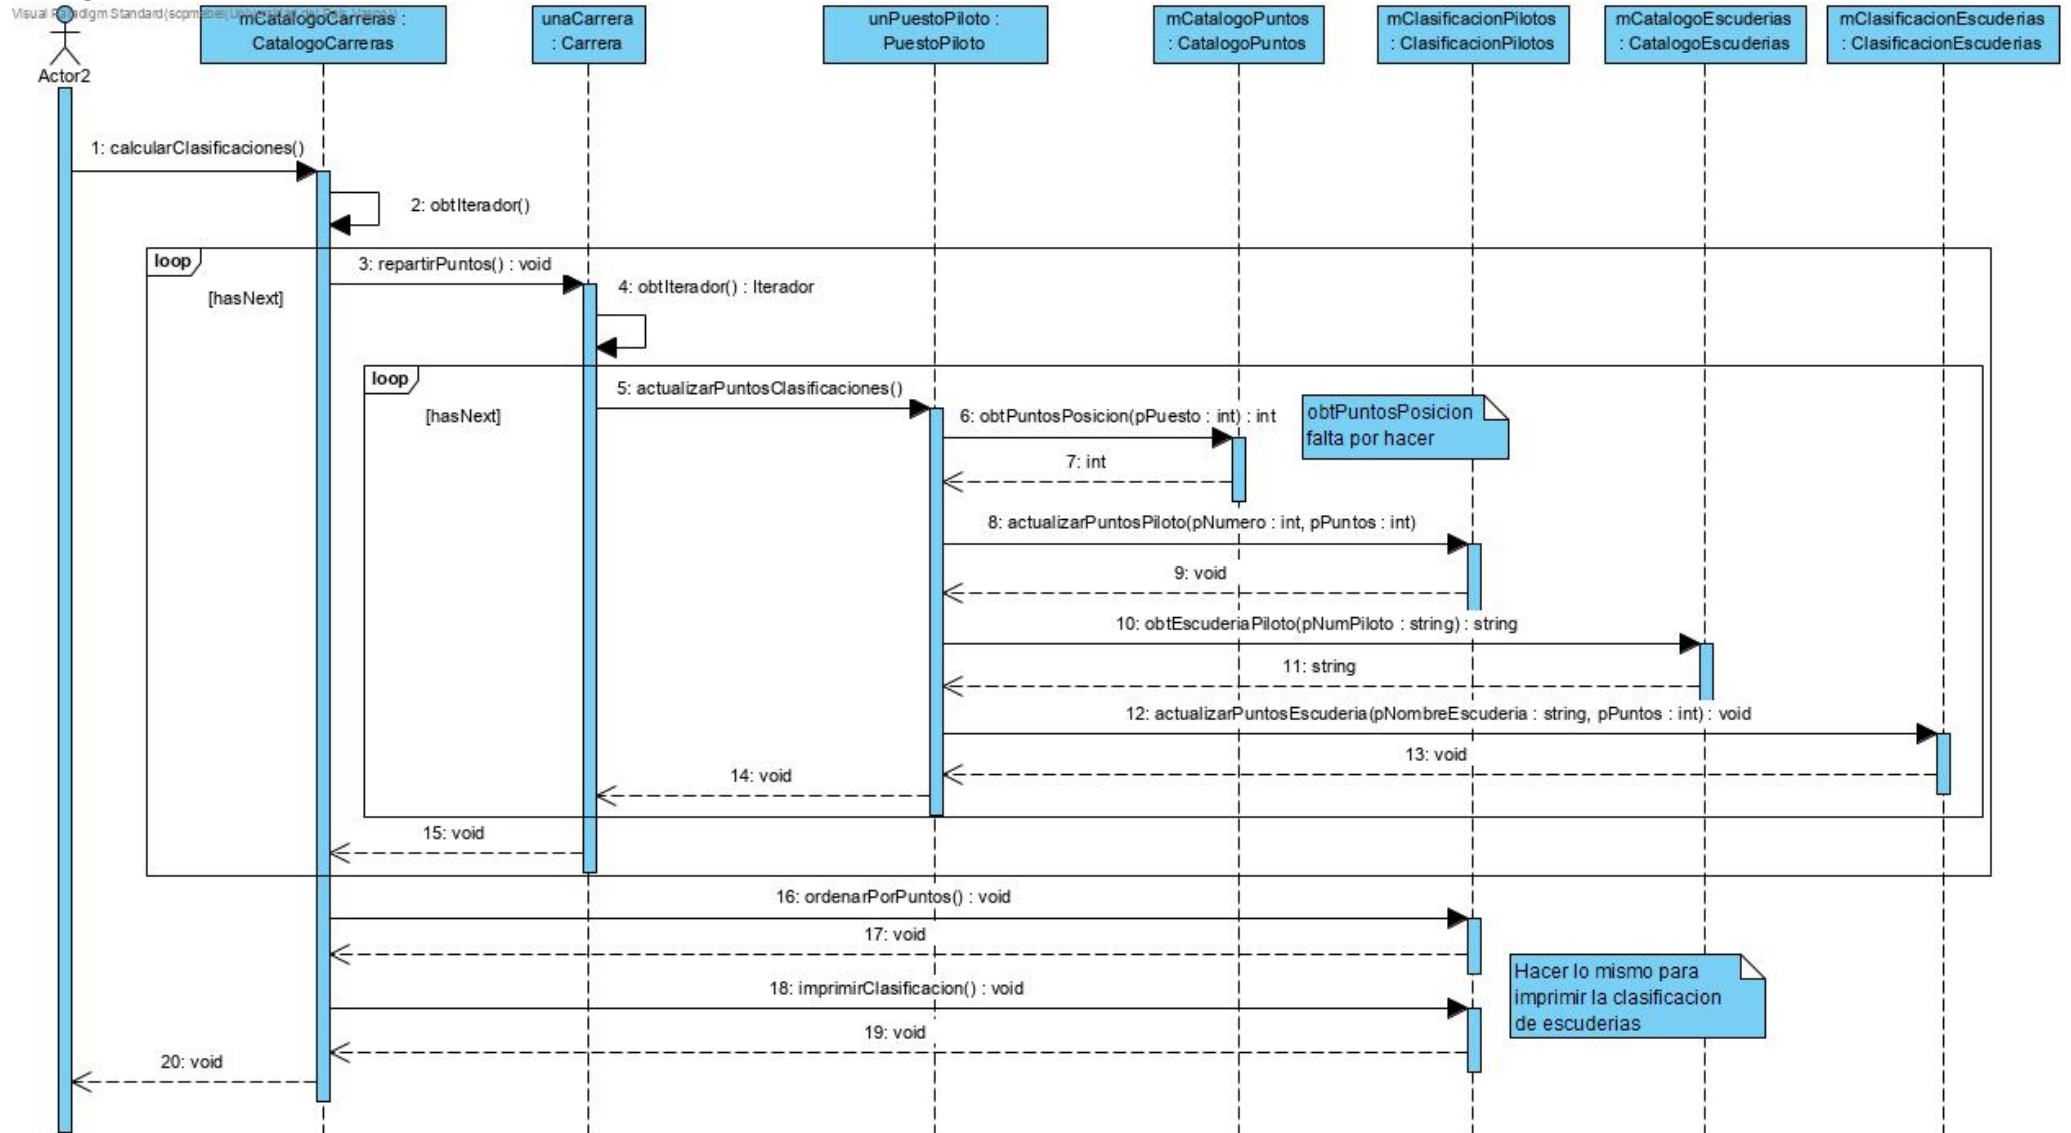 Visual Paradigm Standard
Actor2
mCatalogoCarreras :
CatalogoCarreras
unaCarrera
: Carrera
unPuestoPiloto :
PuestoPiloto
mCatalogoPuntos
: CatalogoPuntos
mClasificacionPilotos
: ClasificacionPilotos
mCatalogoEscuderias
: CatalogoEscuderias
mClasificacionEscuderias
: ClasificacionEscuderias
1: calcularClasificaciones()
2: obtIterador()
loop
[hasNext]
3: repartirPuntos() : void
4: obtIterador() : Iterador
loop
[hasNext]
5: actualizarPuntosClasificaciones()
6: obtPuntosPosicion(pPuesto : int) : int
obtPuntosPosicion
falta por hacer
7: int
8: actualizarPuntosPiloto(pNumero : int, pPuntos : int)
9: void
10: obtEscuderiaPiloto(pNumPiloto : string) : string
11: string
12: actualizarPuntosEscuderia(pNombreEscuderia : string, pPuntos : int) : void
13: void
14: void
15: void
16: ordenarPorPuntos() : void
17: void
18: imprimirClasificacion() : void
Hacer lo mismo para
imprimir la clasificacion
de escuderias
19: void
20: void